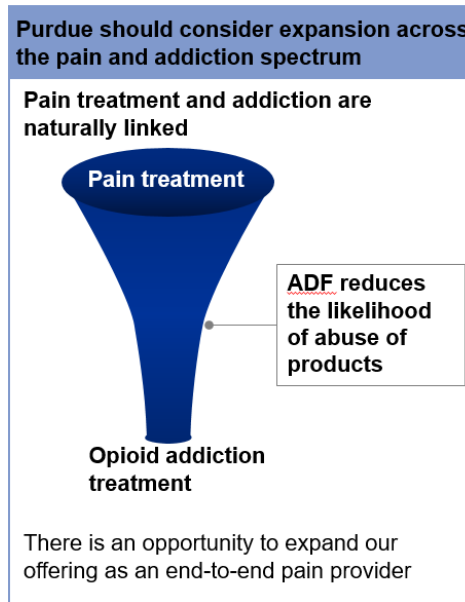 Purdue should consider expansion across
the pain and addiction spectrum
Pain treatment and addiction are
naturally linked
Pain treatment
ADF reduces
the likelihood
of abuse of
products
Opioid addiction
treatment
There is an opportunity to expand our
offering as an end-to-end pain provider